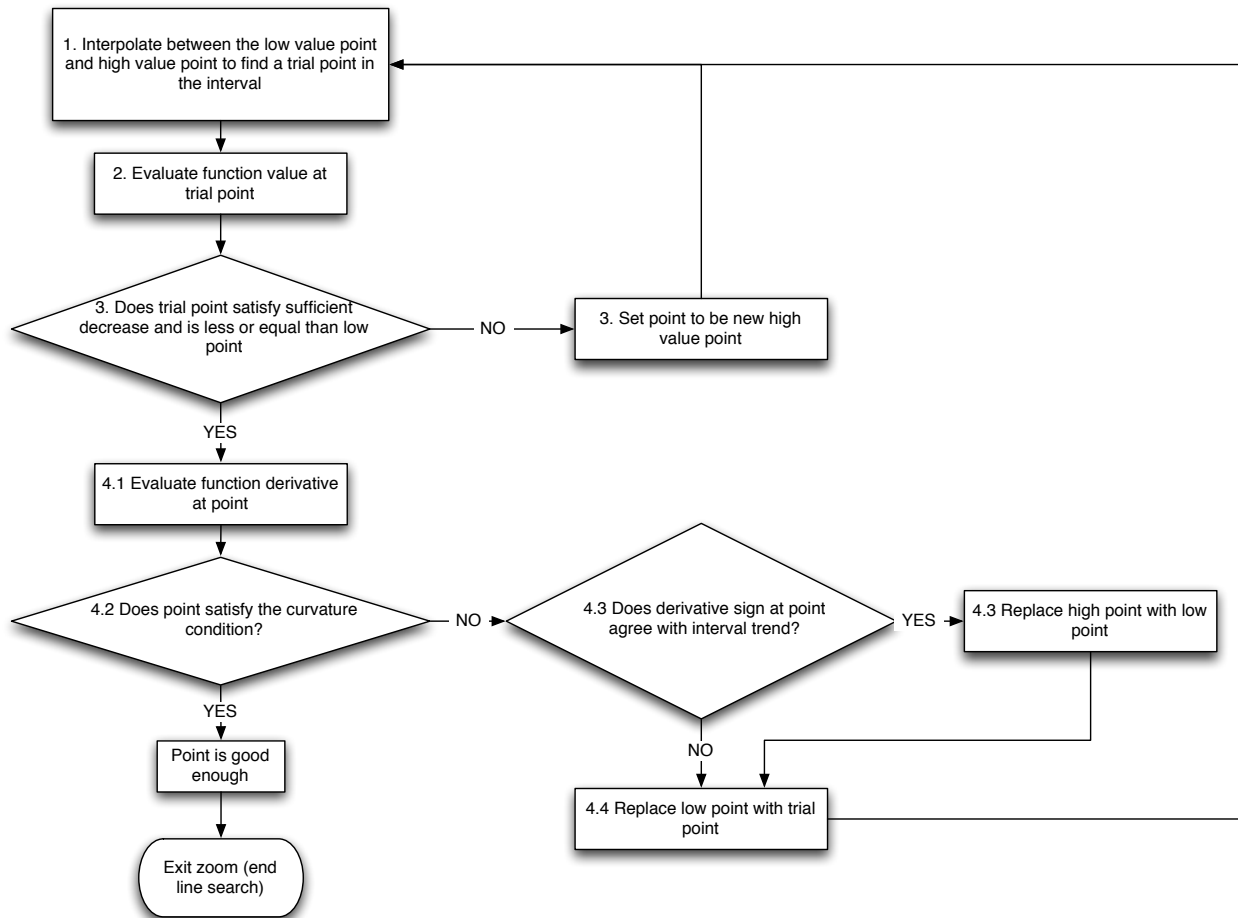 1. Interpolate between the low value point
and high value point to find a trial point in
the interval
2. Evaluate function value at
trial point
3. Does trial point satisfy sufficient
decrease and is less or equal than low
point
NO
3. Set point to be new high
value point
YES
4.1 Evaluate function derivative
at point
4.2 Does point satisfy the curvature
condition?
NO
4.3 Does derivative sign at point
agree with interval trend?
YES
4.3 Replace high point with low
point
YES
NO
Point is good
enough
4.4 Replace low point with trial
point
Exit zoom (end
line search)